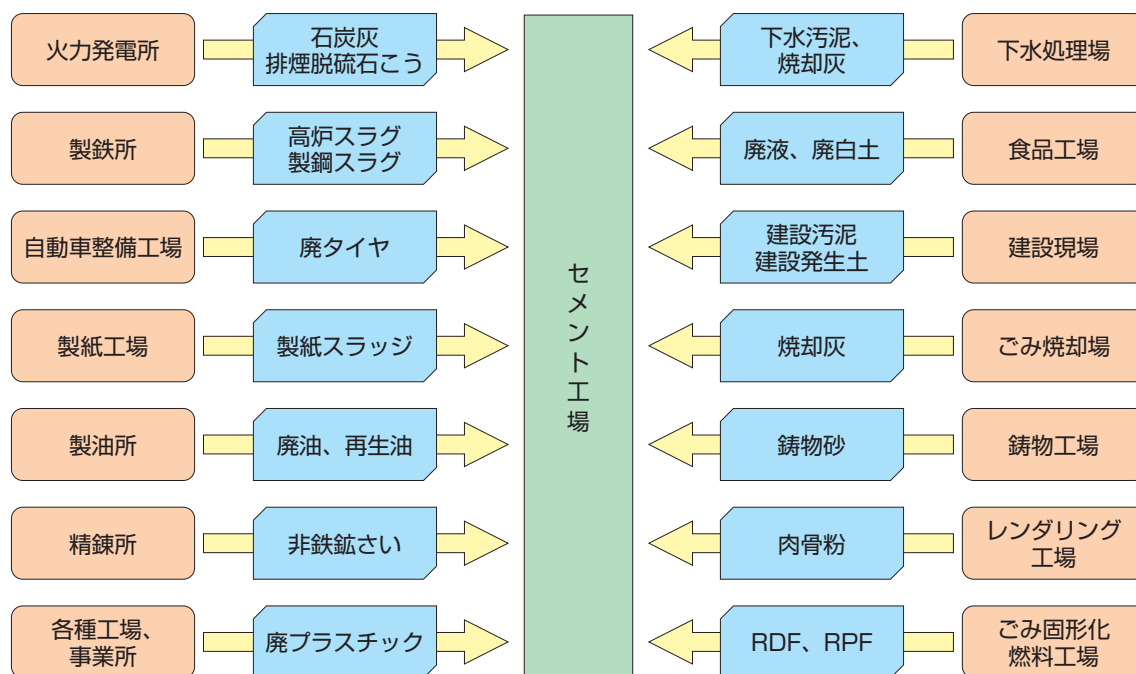 火力発電所
石炭灰
排煙脱硫石こう
下水汚泥、
焼却灰
下水処理場
製鉄所
高炉スラグ
製鋼スラグ
廃液、廃白土
食品工場
自動車整備工場
廃タイヤ
建設汚泥
建設発生土
建設現場
セメント工場
製紙工場
製紙スラッジ
焼却灰
ごみ焼却場
製油所
廃油、再生油
鋳物砂
鋳物工場
精錬所
非鉄鉱さい
肉骨粉
レンダリング
工場
各種工場、
事業所
廃プラスチック
RDF、RPF
ごみ固形化
燃料工場